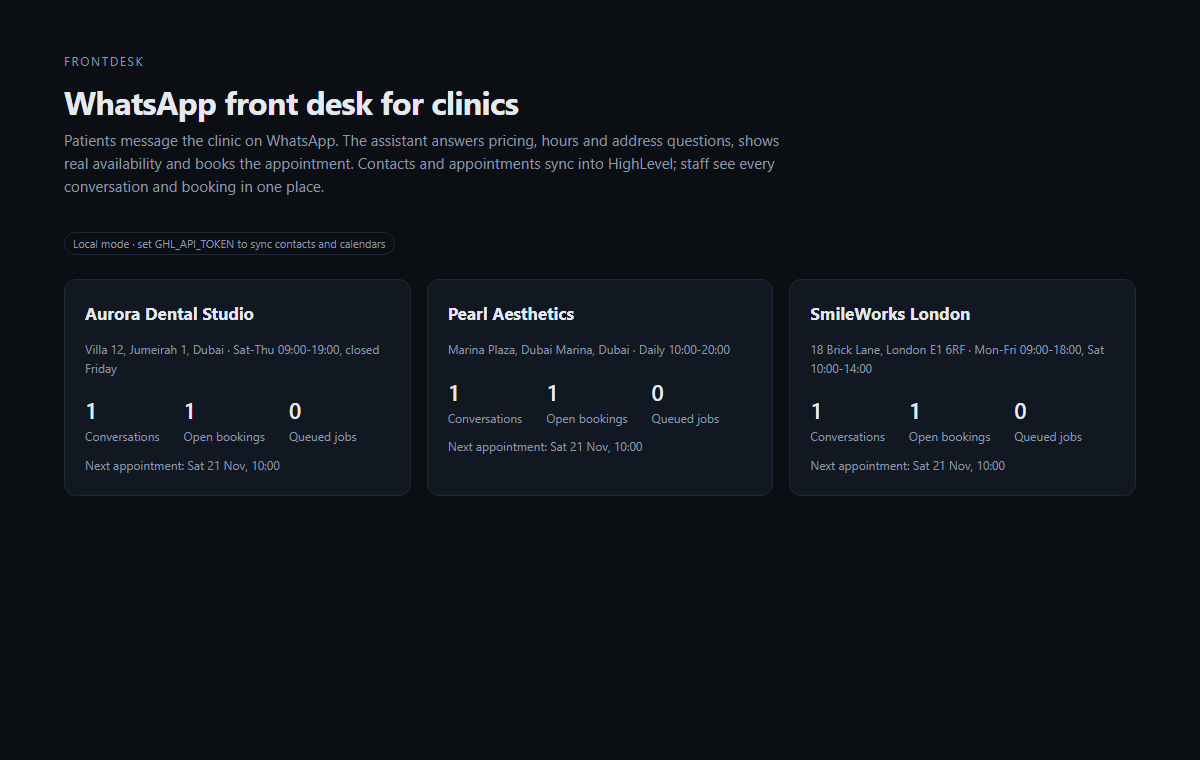 FRONTDESK
WhatsApp front desk for clinics
Patients message the clinic on WhatsApp. The assistant answers pricing, hours and address questions, shows
real availability and books the appointment. Contacts and appointments sync into HighLevel; staff see every
conversation and booking in one place.
Local mode · set GHL_API_TOKEN to sync contacts and calendars
Aurora Dental Studio
Villa 12, Jumeirah 1, Dubai · Sat-Thu 09:00-19:00, closed
Friday
1 1 0
Conversations Open bookings Queued jobs
Next appointment: Sat 21 Nov, 10:00
Pearl Aesthetics
Marina Plaza, Dubai Marina, Dubai · Daily 10:00-20:00
1 1 0
Conversations Open bookings Queued jobs
Next appointment: Sat 21 Nov, 10:00
SmileWorks London
18 Brick Lane, London E1 6RF · Mon-Fri 09:00-18:00, Sat
10:00-14:00
1 1 0
Conversations Open bookings Queued jobs
Next appointment: Sat 21 Nov, 10:00